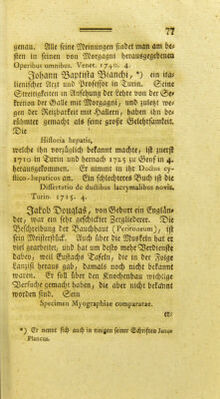 77
genau. Alle seine Meinungen findet man am be-
sten in seinen von Morgagni herausgegebenen
Operibus omnibus. Venet. 1740. 4.
Johann Baptista Bianchi, *) ein ita-
lienischer Arzt und Professor in Turin. Seine
Streitigkeiten in Ansehung der Lehre von der Se-
kretion der Galle mit Morgagni, und zuletzt we-
gen der Reizbarkeit mit Hallern, haben ihn be-
rühmter gemacht als seine große Gelehrsamkeit.
Die
Historia hepatis,
welche ihn vorzüglich bekannt machte, ist zuerst
1710 in Turin und hernach 1725 zu Genf in 4.
herausgekommen. Er nimmt in ihr Ductus cy-
stico-hepaticos an. Ein schlechteres Buch ist die
Dissertatio de ductibus lacrymalibus novis.
Turin. 1715. 4.
Jakob Douglas, von Geburt ein Englän-
der, war ein sehr geschickter Zergliederer. Die
Beschreibung der Bauchhaut (Peritonaeum), ist
sein Meisterstück. Auch über die Muskeln hat er
viel gearbeitet, und hat um desto mehr Verdienste
dabey, weil Eustachs Tafeln, die in der Folge
Lanzisi heraus gab, damals noch nicht bekannt
waren. Er soll über den Knochenbau wichtige
Versuche gemacht haben, die aber nicht bekannt
worden sind. Sein
Specimen Myographiae comparatae.
*) Er nennt sich auch in einigen seiner Schriften Janus
Plancus.